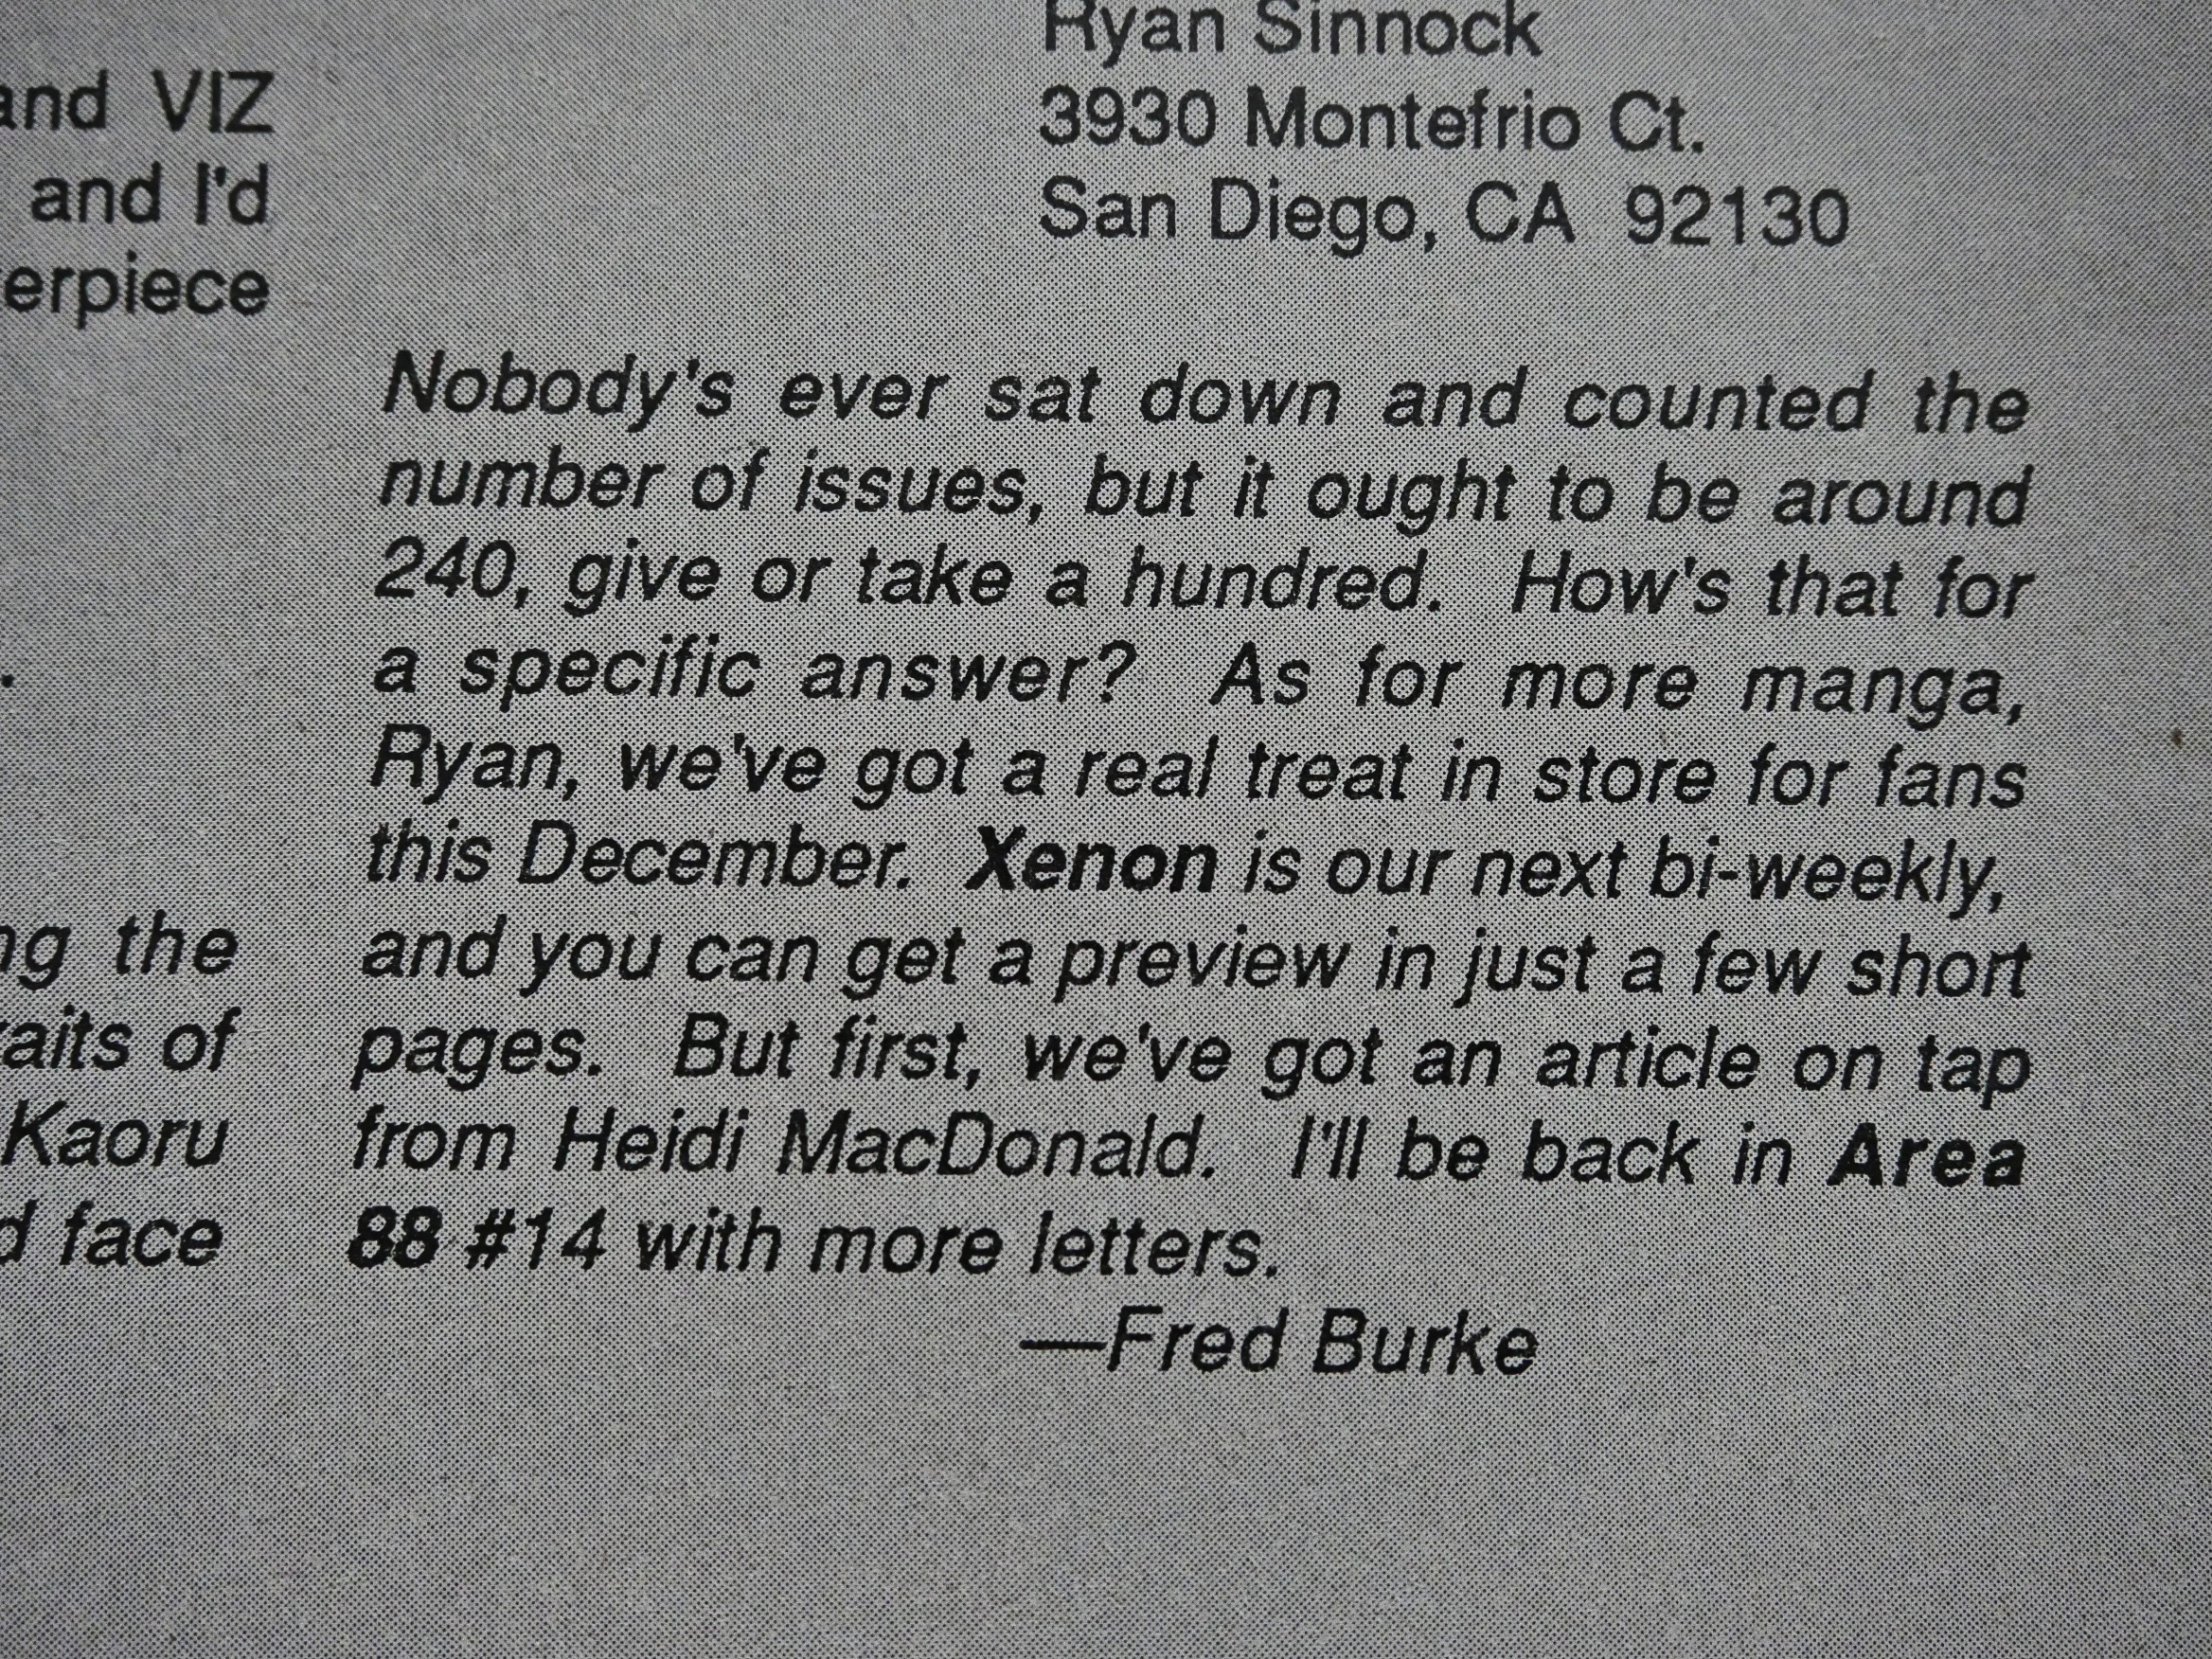 and VIZ
and I'd
erpiece
.
ng the
aits of
Kaoru
d face
Ryan Sinnock
3930 Montefrio Ct.
San Diego, CA  92130
Nobody's ever sat down and counted the
number of issues, but it ought to be around
240, give or take a hundred.  How's that for
a specific answer?  As for more manga,
Ryan, we've got a real treat in store for fans
this December.  Xenon is our next bi-weekly,
and you can get a preview in just a few short
pages.  But first, we've got an article on tap
from Heidi MacDonald.  I'll be back in Area
88 #14 with more letters.
—Fred Burke